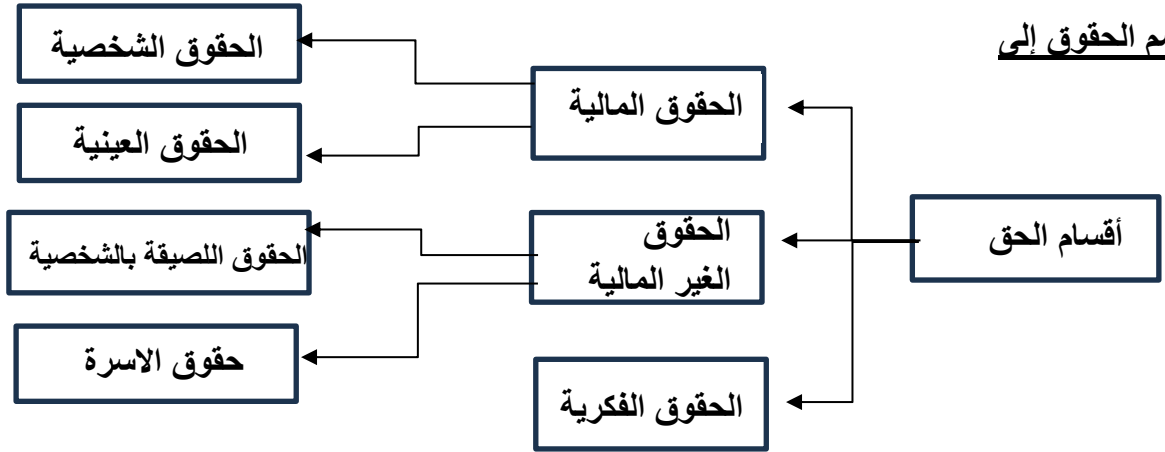 م الحقوق إلى
أقسام الحق
الحقوق المالية
الحقوق الشخصية
الحقوق العينية
الحقوق
الغير المالية
الحقوق اللصيقة بالشخصية
حقوق الاسرة
الحقوق الفكرية